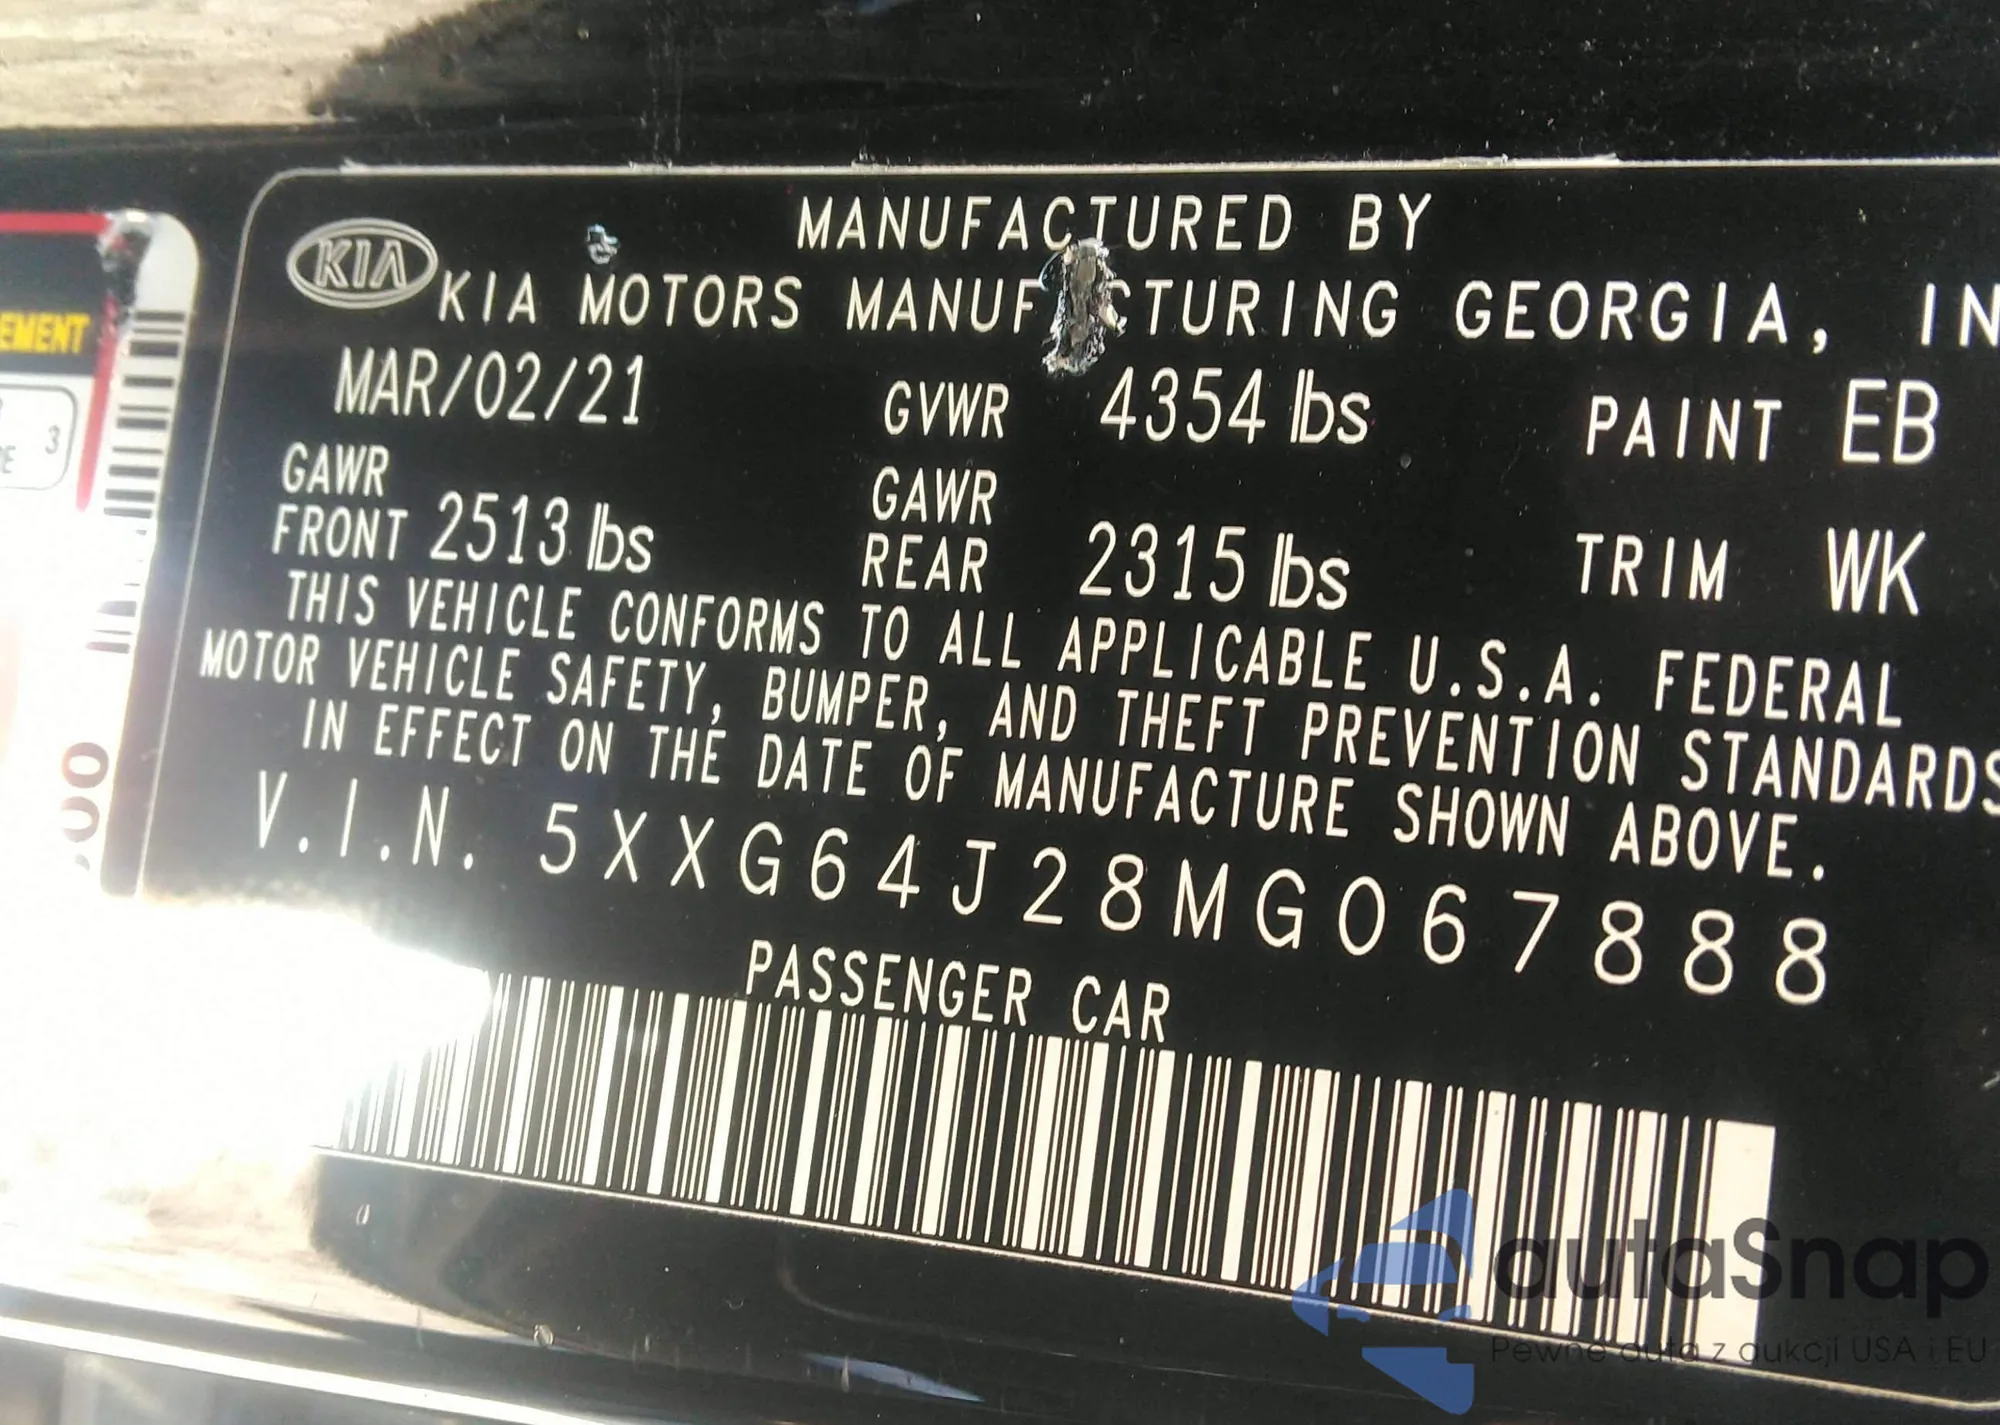 MANUFACTURED BY
KIA KIA MOTORS MANUF CTURING GEORGIA, IN
MAR/02/21 GVWR 4354 lbs PAINT EB
GAWR FRONT 2513 lbs GAWR REAR 2315 lbs TRIM WK
THIS VEHICLE CONFORMS TO ALL APPLICABLE U.S.A. FEDERAL
MOTOR VEHICLE SAFETY, BUMPER, AND THEFT PREVENTION STANDARDS
IN EFFECT ON THE DATE OF MANUFACTURE SHOWN ABOVE.
V.I.N. 5XXG64J28MG067888
PASSENGER CAR
EMENT
3
autaSnap
Pewne auta z aukcji USA i EU